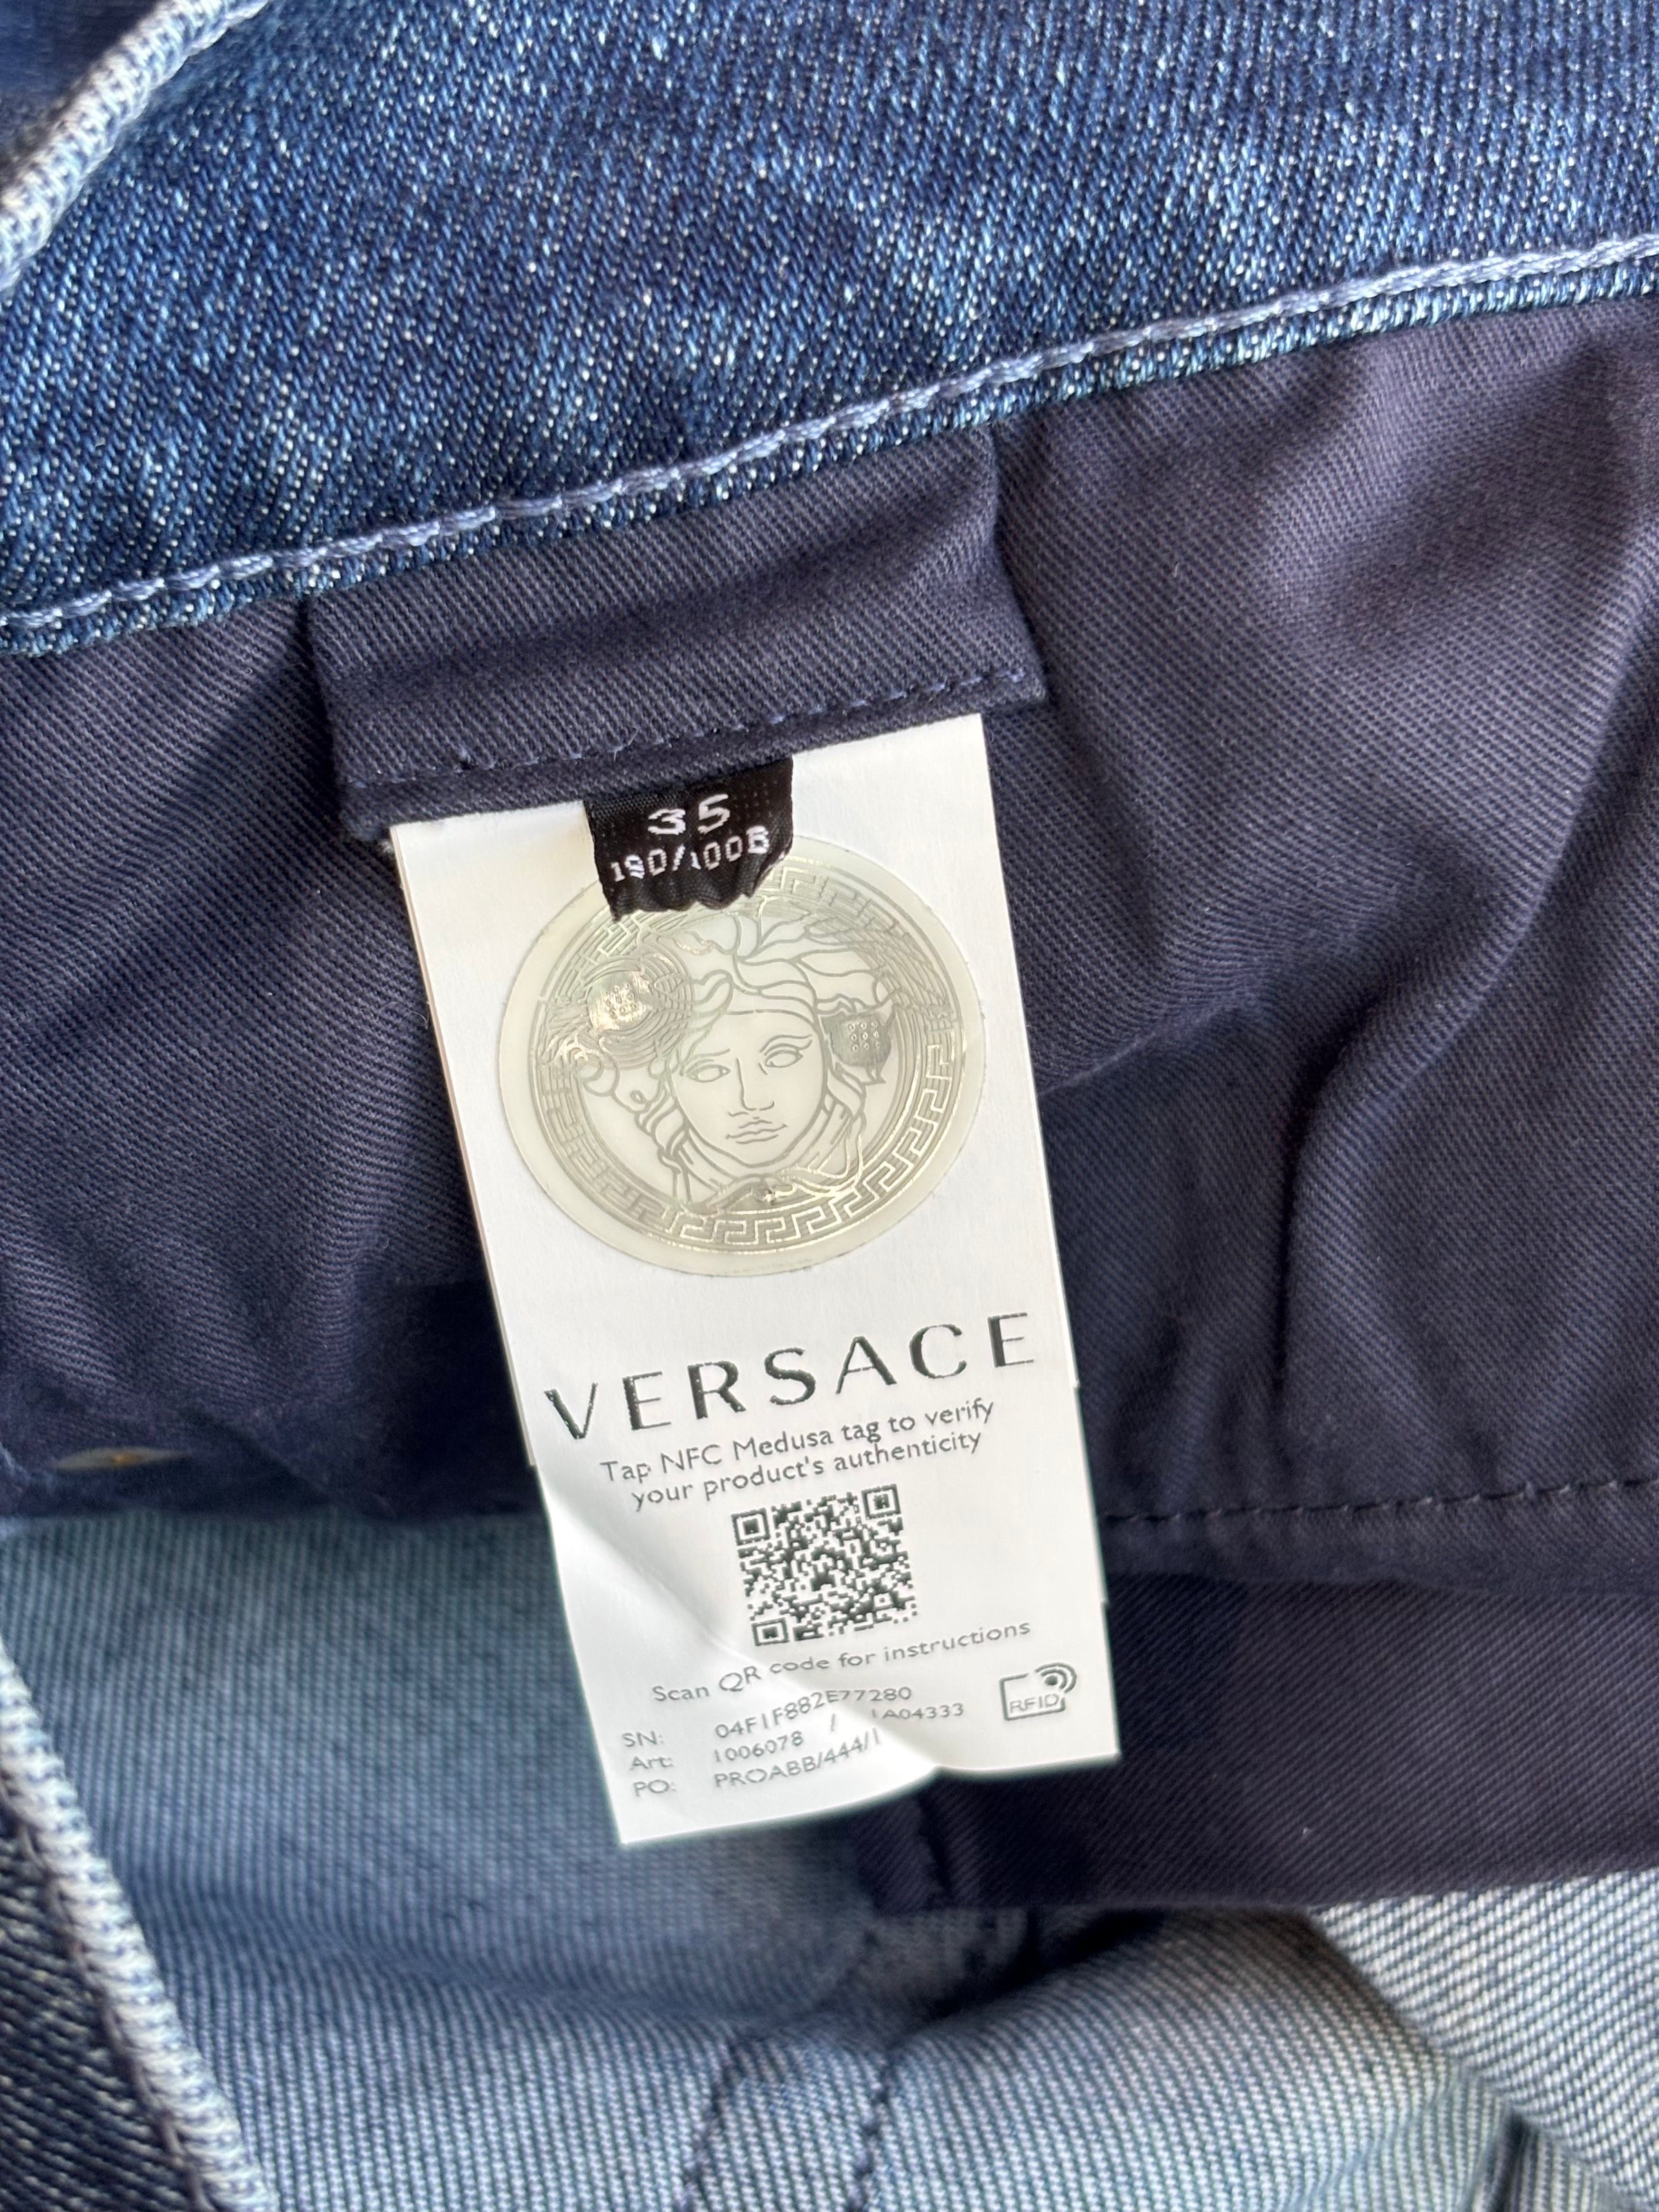 35
190/100B
VERSACE
Tap NFC Medusa tag to verify
your product's authenticity
Scan QR code for instructions
RFID
SN: 04F1F882E77280
Art: 1006078 / 1A04333
PO: PROABB/444/1